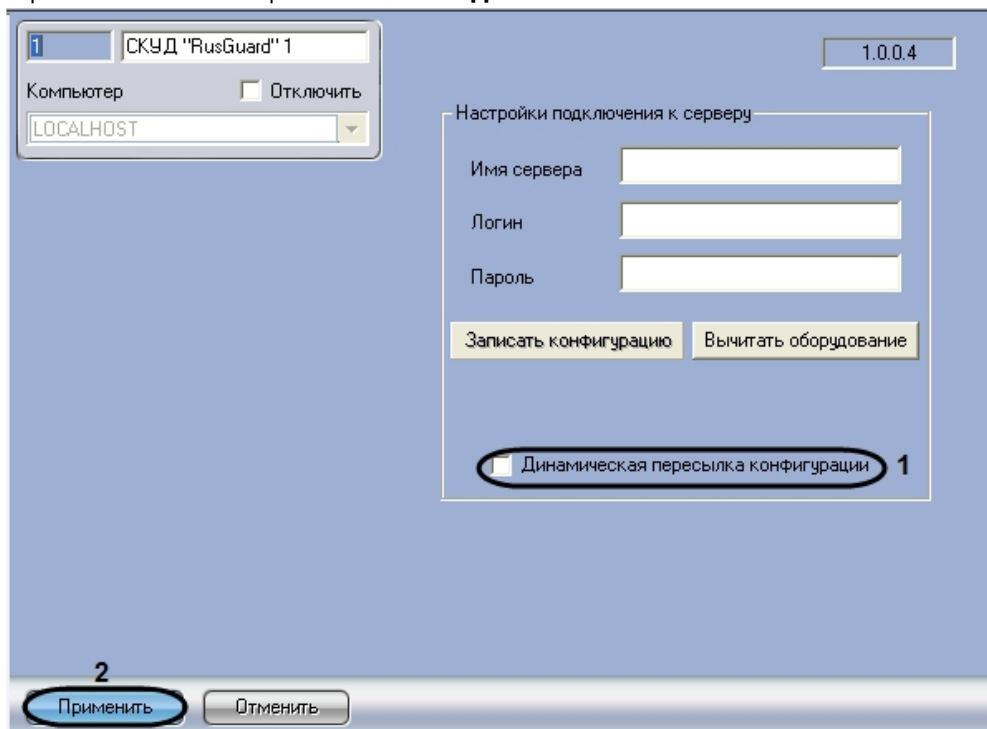 1 СКУД "RusGuard" 1
1.0.0.4
Компьютер Отключить
LOCALHOST
Настройки подключения к серверу
Имя сервера
Логин
Пароль
Записать конфигурацию Вычитать оборудование
Динамическая пересылка конфигурации 1
2
Применить Отменить